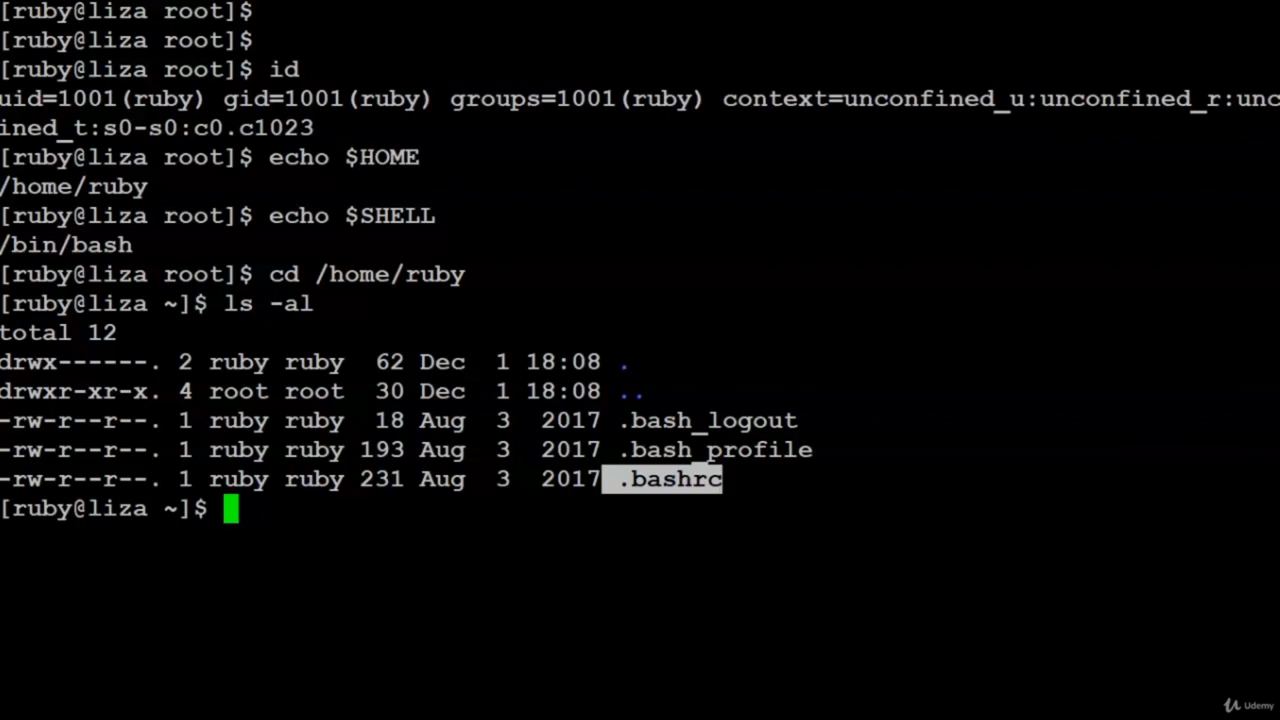 [ruby@liza root]$
[ruby@liza root]$
[ruby@liza root]$ id
uid=1001(ruby) gid=1001(ruby) groups=1001(ruby) context=unconfined_u:unconfined_r:unc
ined_t:s0-s0:c0.c1023
[ruby@liza root]$ echo $HOME
/home/ruby
[ruby@liza root]$ echo $SHELL
/bin/bash
[ruby@liza root]$ cd /home/ruby
[ruby@liza ~]$ ls -al
total 12
drwx------. 2 ruby ruby  62 Dec  1 18:08 .
drwxr-xr-x. 4 root root  30 Dec  1 18:08 ..
-rw-r--r--. 1 ruby ruby  18 Aug  3  2017 .bash_logout
-rw-r--r--. 1 ruby ruby 193 Aug  3  2017 .bash_profile
-rw-r--r--. 1 ruby ruby 231 Aug  3  2017 .bashrc
[ruby@liza ~]$
Udemy